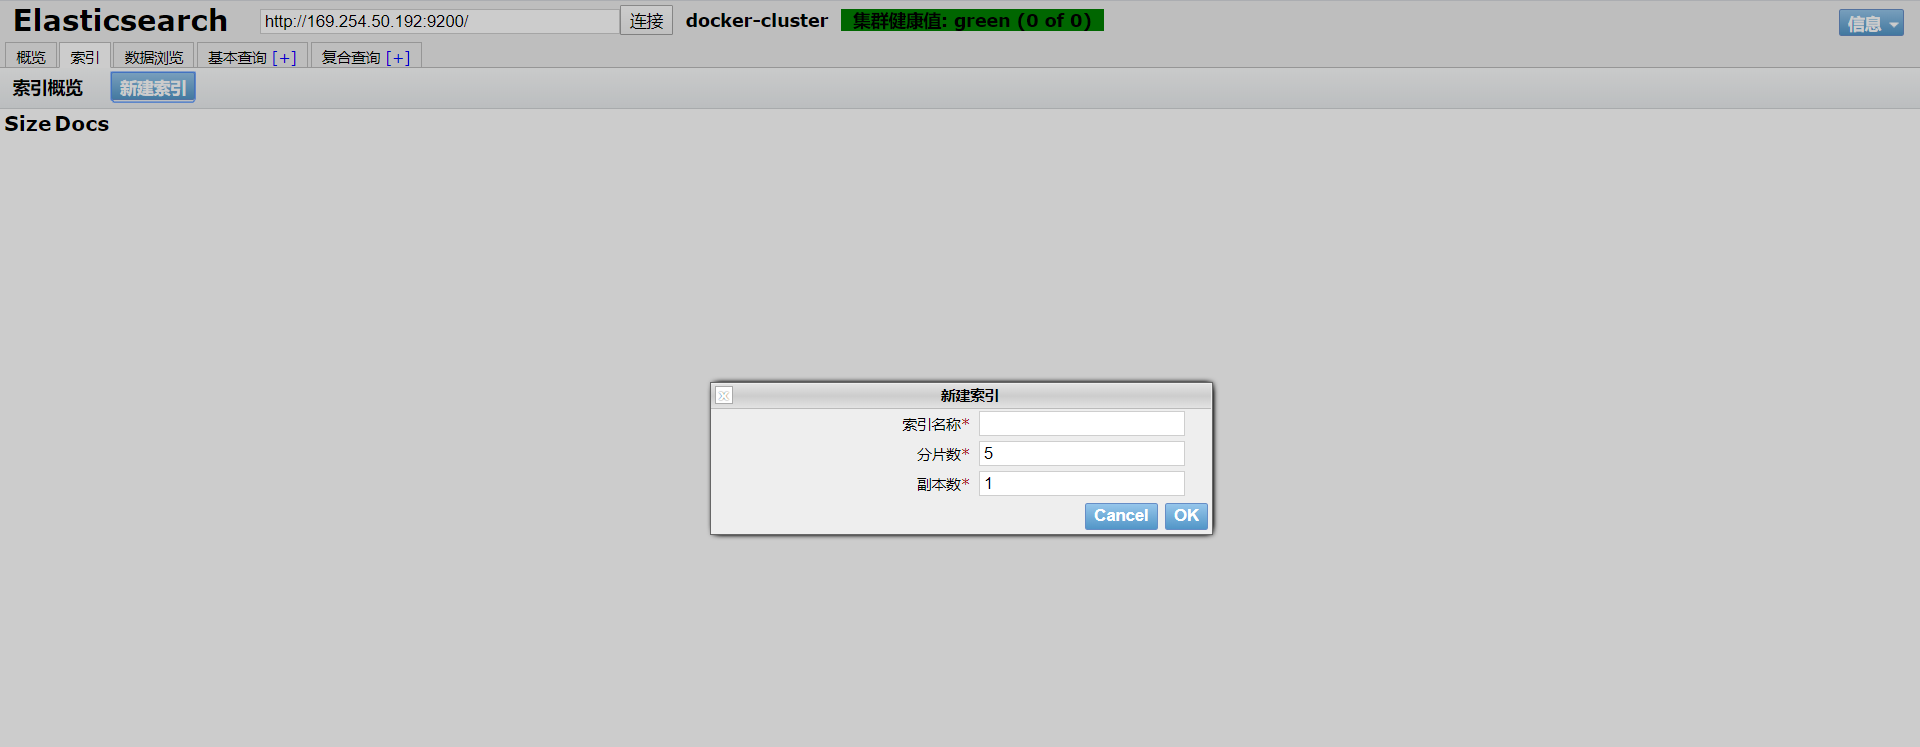 Elasticsearch http://169.254.50.192:9200/ 连接 docker-cluster 集群健康值: green (0 of 0) 信息
概览 索引 数据浏览 基本查询 [+] 复合查询 [+]
索引概览 新建索引
Size Docs
新建索引
索引名称*
分片数* 5
副本数* 1
Cancel OK